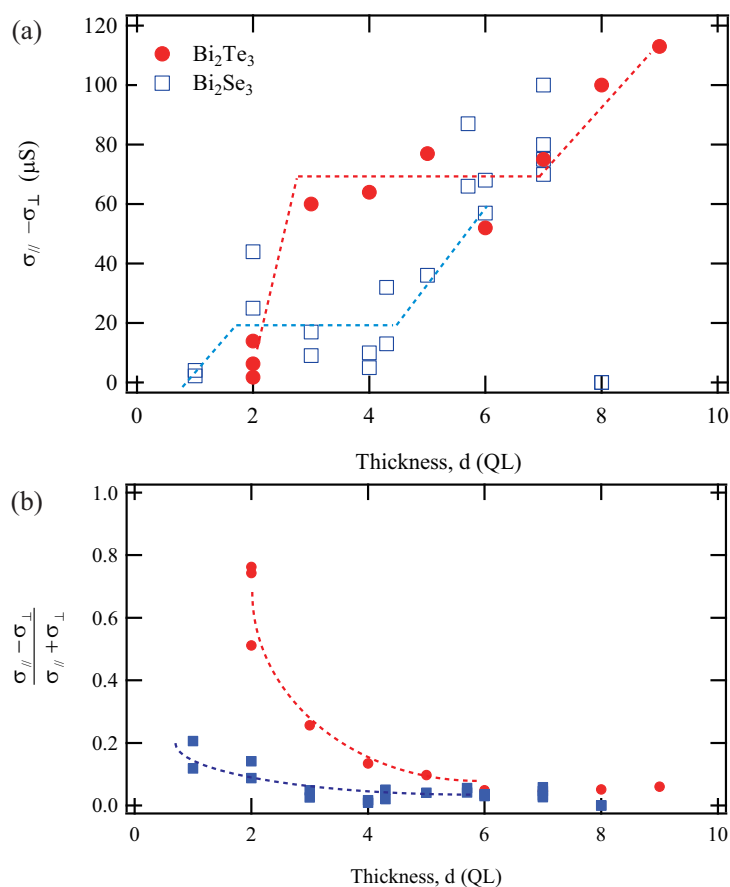 (a)
120
100
80
60
40
20
0
σ// −σ⊥ (µS)
Bi₂Te₃
Bi₂Se₃
0 2 4 6 8 10
Thickness, d (QL)
(b)
1.0
0.8
0.6
0.4
0.2
0.0
σ// −σ⊥
σ// +σ⊥
0 2 4 6 8 10
Thickness, d (QL)